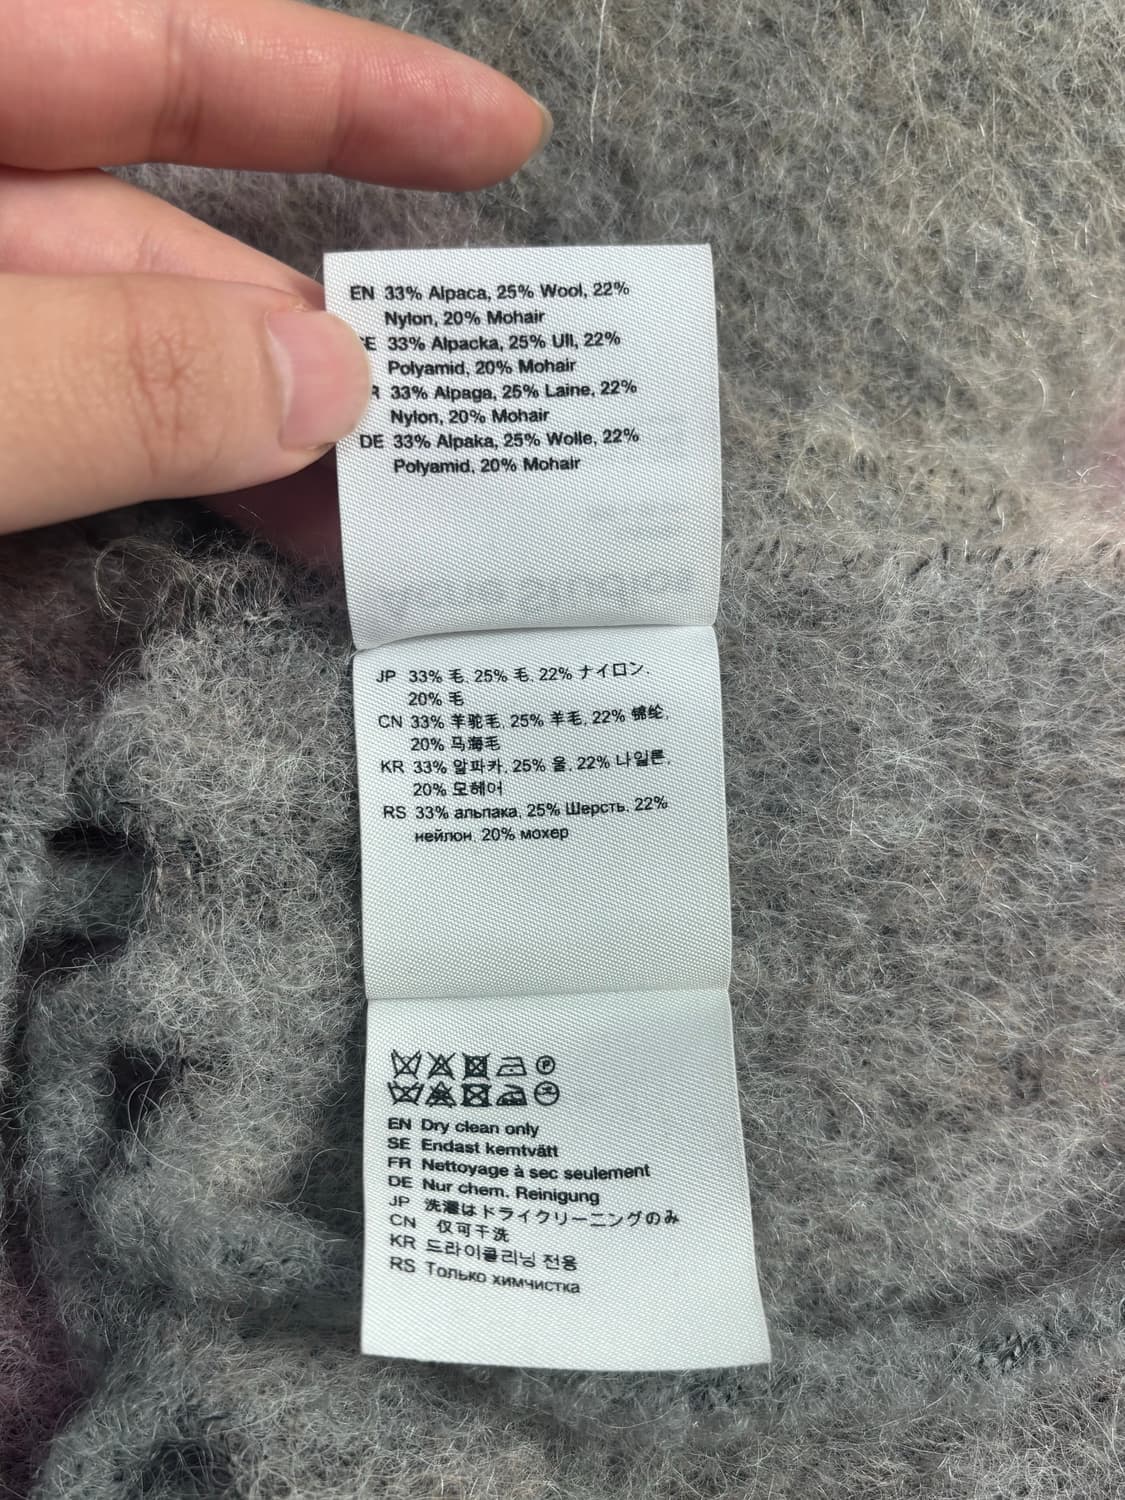 EN 33% Alpaca, 25% Wool, 22%
Nylon, 20% Mohair
E 33% Alpacka, 25% Ull, 22%
Polyamid, 20% Mohair
R 33% Alpaga, 25% Laine, 22%
Nylon, 20% Mohair
DE 33% Alpaka, 25% Wolle, 22%
Polyamid, 20% Mohair
JP 33% 毛, 25% 毛, 22% ナイロン,
20% 毛
CN 33% 羊驼毛, 25% 羊毛, 22% 锦纶,
20% 马海毛
KR 33% 알파카, 25% 울, 22% 나일론,
20% 모헤어
RS 33% альпака, 25% Шерсть, 22%
нейлон, 20% мохер
P
EN Dry clean only
SE Endast kemtvätt
FR Nettoyage à sec seulement
DE Nur chem. Reinigung
JP 洗濯はドライクリーニングのみ
CN 仅可干洗
KR 드라이클리닝 전용
RS Только химчистка